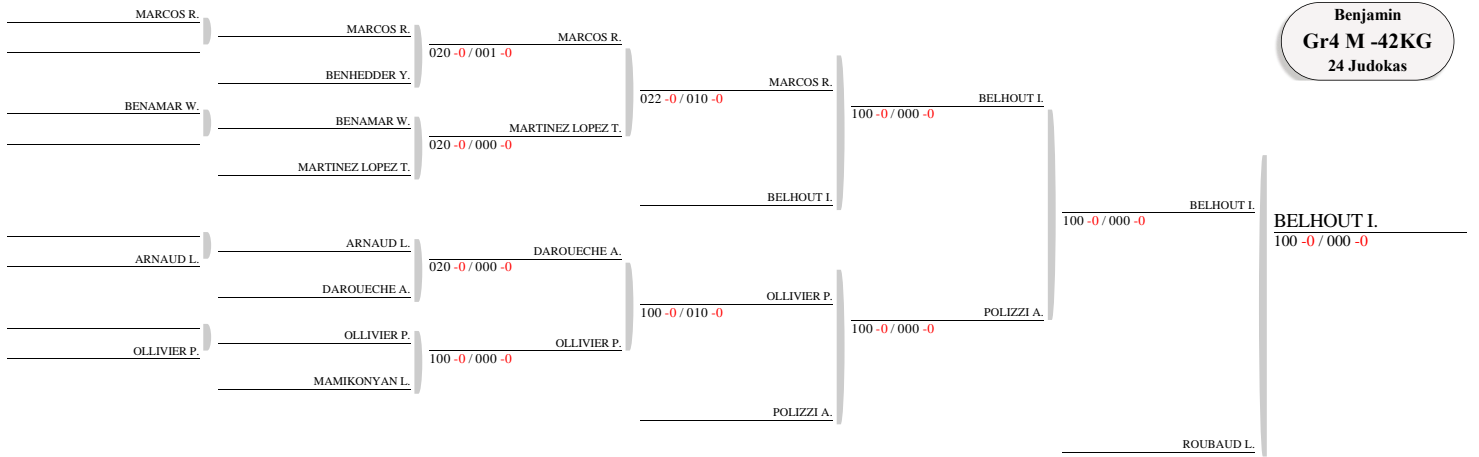 Benjamin
Gr4 M -42KG
24 Judokas
MARCOS R.
BENAMAR W.
ARNAUD L.
OLLIVIER P.
MARCOS R.
BENHEDDER Y.
BENAMAR W.
MARTINEZ LOPEZ T.
ARNAUD L.
DAROUECHE A.
OLLIVIER P.
MAMIKONYAN L.
MARCOS R.
020 -0 / 001 -0
MARTINEZ LOPEZ T.
020 -0 / 000 -0
DAROUECHE A.
020 -0 / 000 -0
OLLIVIER P.
100 -0 / 000 -0
MARCOS R.
022 -0 / 010 -0
BELHOUT I.
OLLIVIER P.
100 -0 / 010 -0
POLIZZI A.
BELHOUT I.
100 -0 / 000 -0
POLIZZI A.
100 -0 / 000 -0
BELHOUT I.
100 -0 / 000 -0
ROUBAUD L.
BELHOUT I.
100 -0 / 000 -0